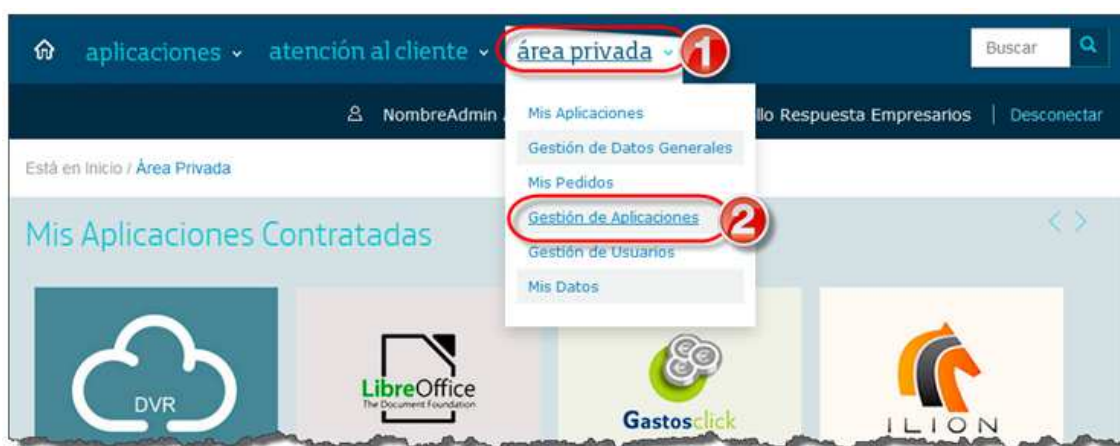 aplicaciones atención al cliente área privada 1 Buscar
NombreAdmin llo Respuesta Empresarios | Desconectar
Mis Aplicaciones
Gestión de Datos Generales
Mis Pedidos
Gestión de Aplicaciones 2
Gestión de Usuarios
Mis Datos
Está en Inicio / Área Privada
Mis Aplicaciones Contratadas < >
DVR
LibreOffice
The Document Foundation
Gastosclick
ILION